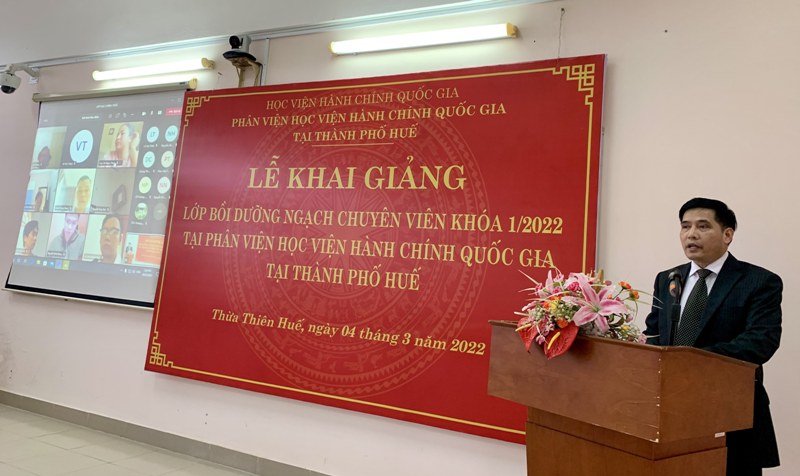 HỌC VIỆN HÀNH CHÍNH QUỐC GIA
PHÂN VIỆN HỌC VIỆN HÀNH CHÍNH QUỐC GIA
TẠI THÀNH PHỐ HUẾ
LỄ KHAI GIẢNG
LỚP BỒI DƯỠNG NGẠCH CHUYÊN VIÊN KHÓA 1/2022
TẠI PHÂN VIỆN HỌC VIỆN HÀNH CHÍNH QUỐC GIA
TẠI THÀNH PHỐ HUẾ
Thừa Thiên Huế, ngày 04 tháng 3 năm 2022
VT